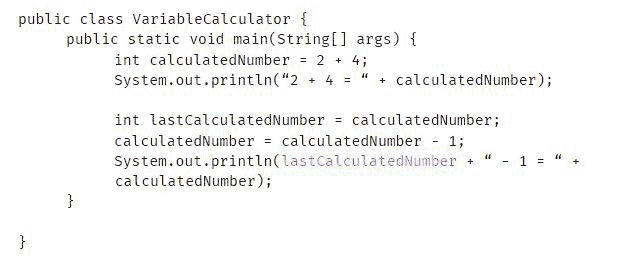 public class VariableCalculator {
public static void main(String[] args) {
int calculatedNumber = 2 + 4;
System.out.println(“2 + 4 = “ + calculatedNumber);
int lastCalculatedNumber = calculatedNumber;
calculatedNumber = calculatedNumber - 1;
System.out.println(lastCalculatedNumber + “ - 1 = “ +
calculatedNumber);
}
}